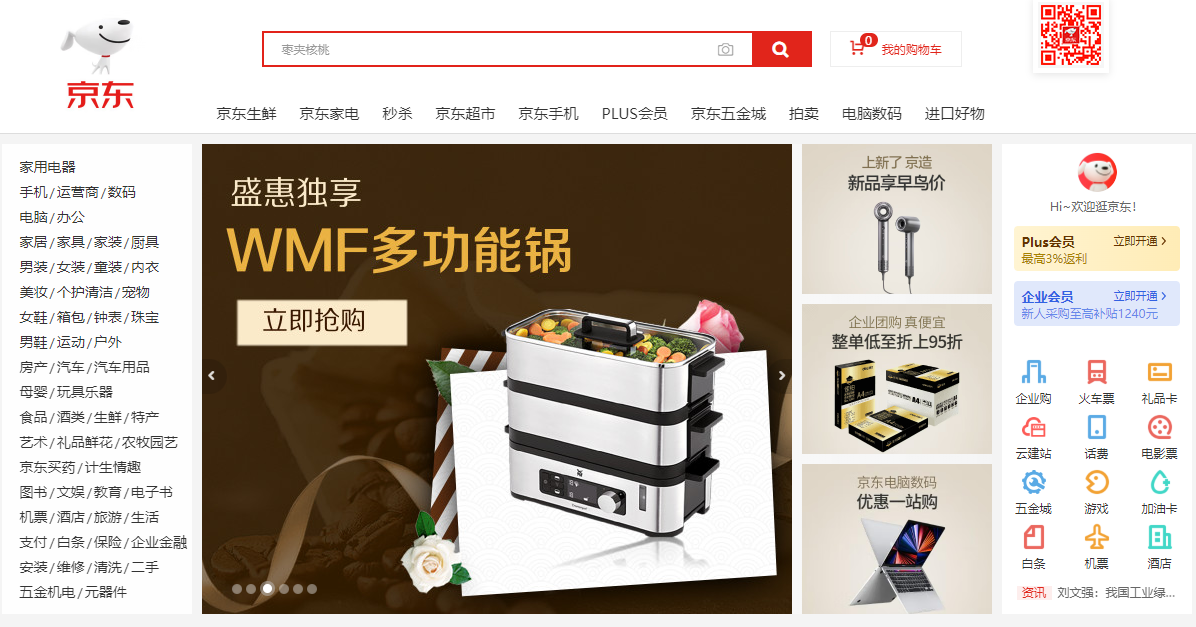 京东
枣夹核桃
0
我的购物车
京东生鲜 京东家电 秒杀 京东超市 京东手机 PLUS会员 京东五金城 拍卖 电脑数码 进口好物
家用电器
手机/运营商/数码
电脑/办公
家居/家具/家装/厨具
男装/女装/童装/内衣
美妆/个护清洁/宠物
女鞋/箱包/钟表/珠宝
男鞋/运动/户外
房产/汽车/汽车用品
母婴/玩具乐器
食品/酒类/生鲜/特产
艺术/礼品鲜花/农牧园艺
京东买药/计生情趣
图书/文娱/教育/电子书
机票/酒店/旅游/生活
支付/白条/保险/企业金融
安装/维修/清洗/二手
五金机电/元器件
盛惠独享
WMF多功能锅
立即抢购
上新了 京造
新品享早鸟价
企业团购 真便宜
整单低至折上95折
A4
A4
京东电脑数码
优惠一站购
Hi~欢迎逛京东!
Plus会员 立即开通 >
最高3%返利
企业会员 立即开通 >
新人采购至高补贴1240元
企业购 火车票 礼品卡
云建站 话费 电影票
五金城 游戏 加油卡
白条 机票 酒店
资讯 刘文强：我国工业绿...